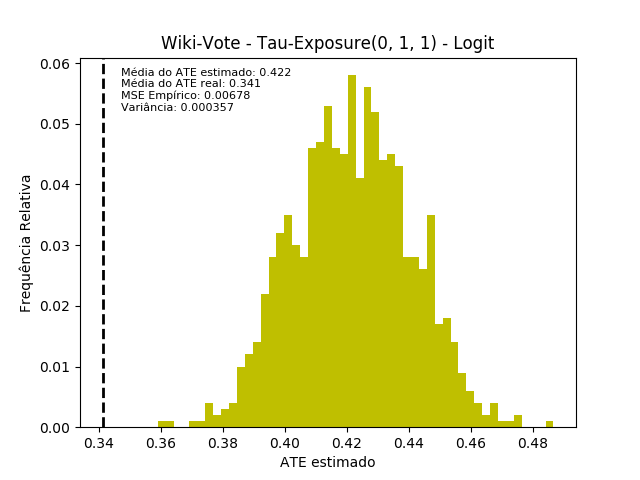 Wiki-Vote - Tau-Exposure(0, 1, 1) - Logit
Média do ATE estimado: 0.422
Média do ATE real: 0.341
MSE Empírico: 0.00678
Variância: 0.000357
Frequência Relativa
0.06
0.05
0.04
0.03
0.02
0.01
0.00
0.34 0.36 0.38 0.40 0.42 0.44 0.46 0.48
ATE estimado